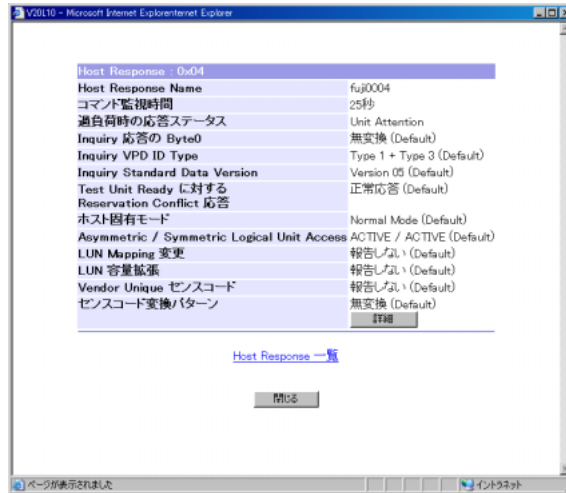 V20L10 - Microsoft Internet Explorenternet Explorer
Host Response : 0x04
Host Response Name fuji0004
コマンド監視時間 25秒
過負荷時の応答ステータス Unit Attention
Inquiry 応答の Byte0 無変換 (Default)
Inquiry VPD ID Type Type 1 + Type 3 (Default)
Inquiry Standard Data Version Version 05 (Default)
Test Unit Ready に対する 正常応答 (Default)
Reservation Conflict 応答
ホスト固有モード Normal Mode (Default)
Asymmetric / Symmetric Logical Unit Access ACTIVE / ACTIVE (Default)
LUN Mapping 変更 報告しない (Default)
LUN 容量拡張 報告しない (Default)
Vendor Unique センスコード 報告しない (Default)
センスコード変換パターン 無変換 (Default)
詳細
Host Response 一覧
閉じる
ページが表示されました イントラネット